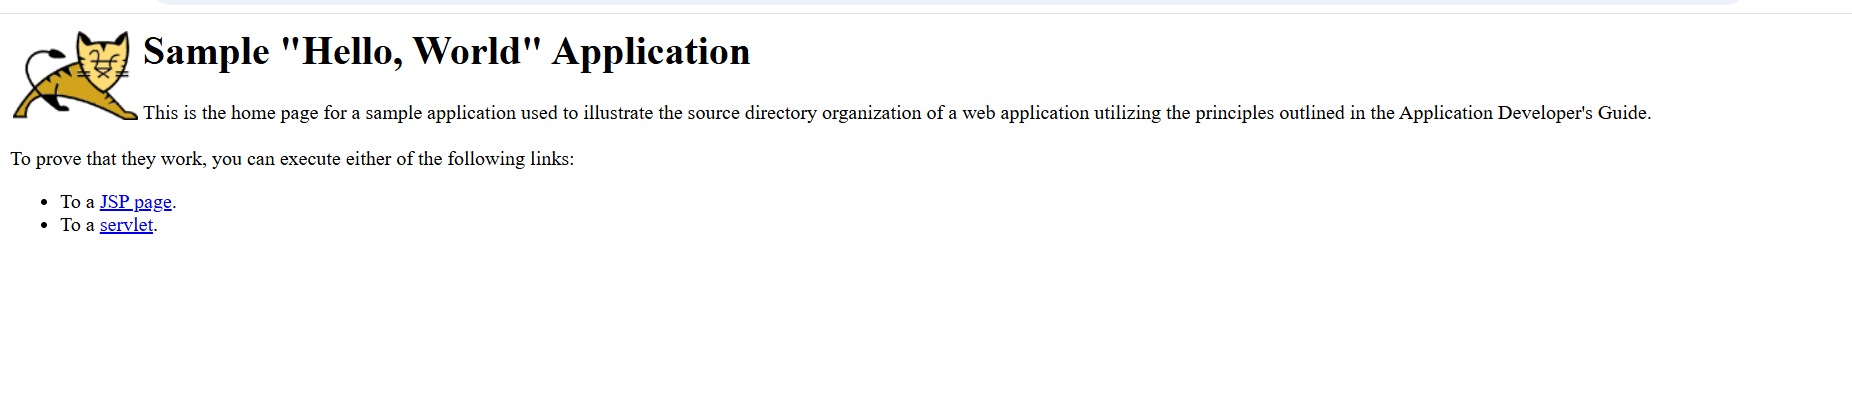 Sample "Hello, World" Application
This is the home page for a sample application used to illustrate the source directory organization of a web application utilizing the principles outlined in the Application Developer's Guide.
To prove that they work, you can execute either of the following links:
• To a JSP page.
• To a servlet.